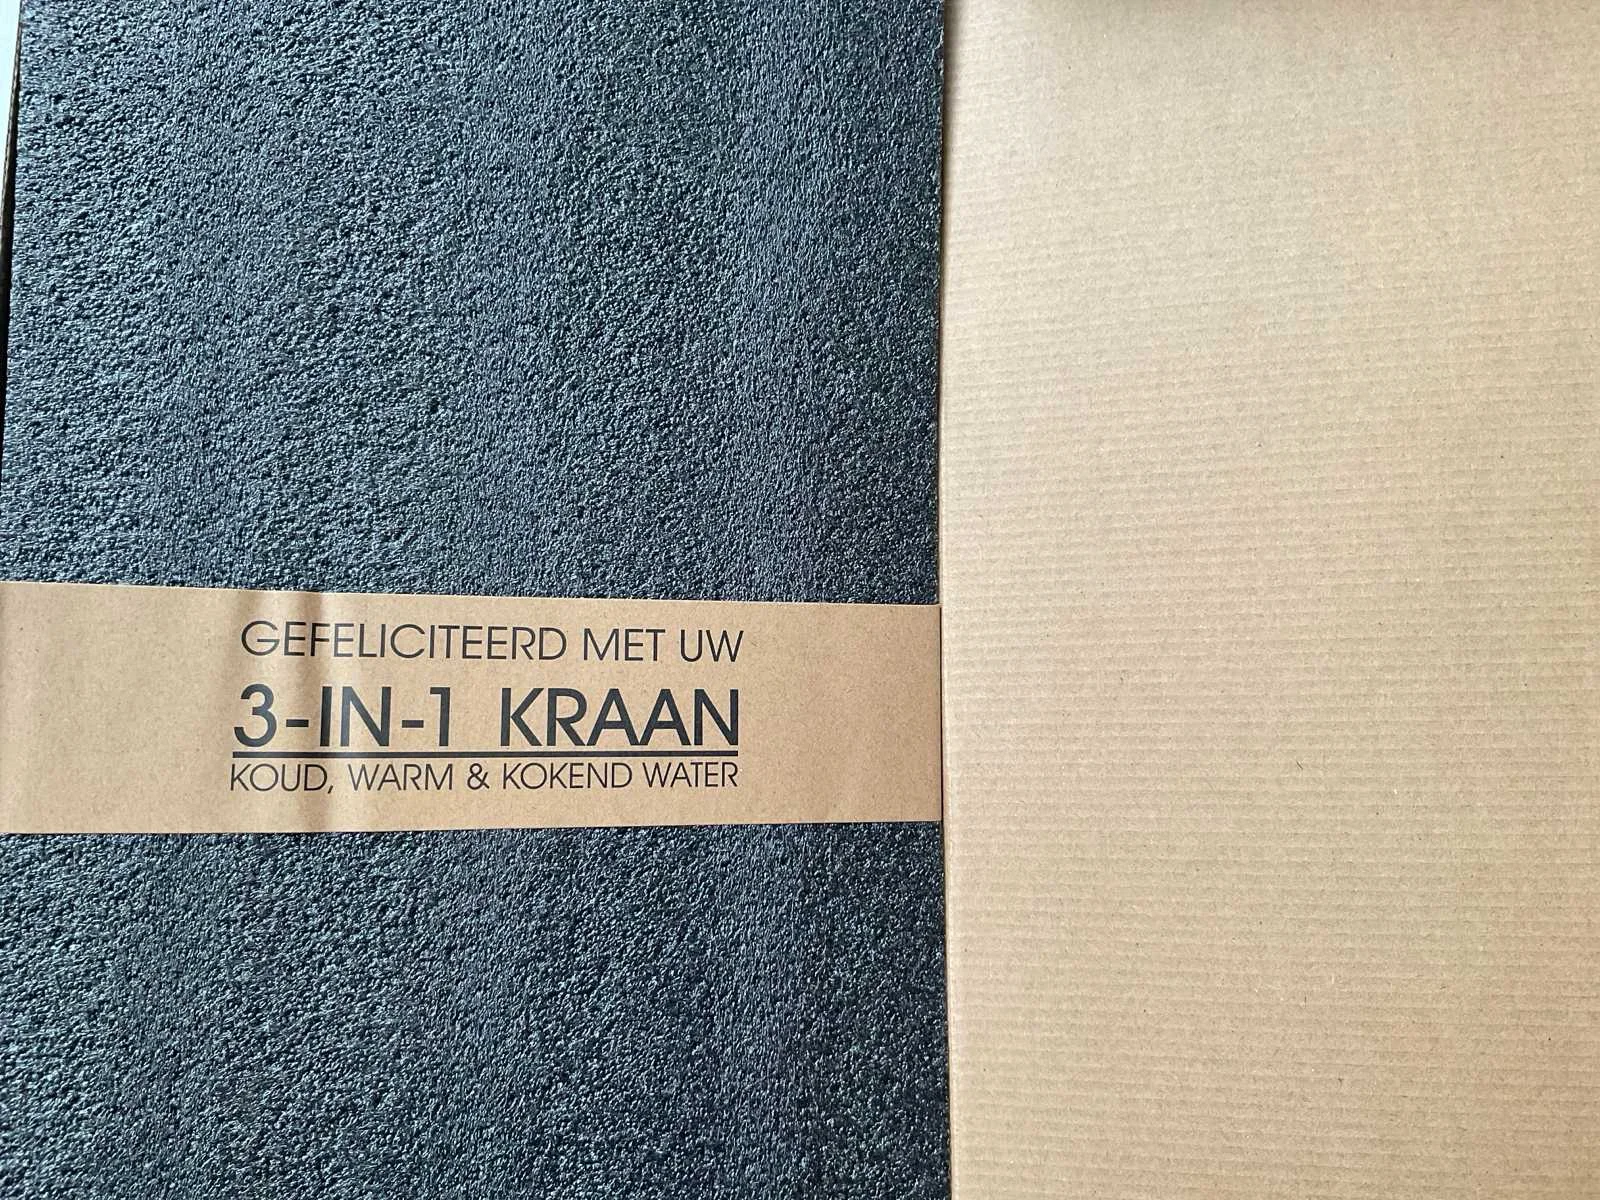 GEFELICITEERD MET UW
3-IN-1 KRAAN
KOUD, WARM & KOKEND WATER